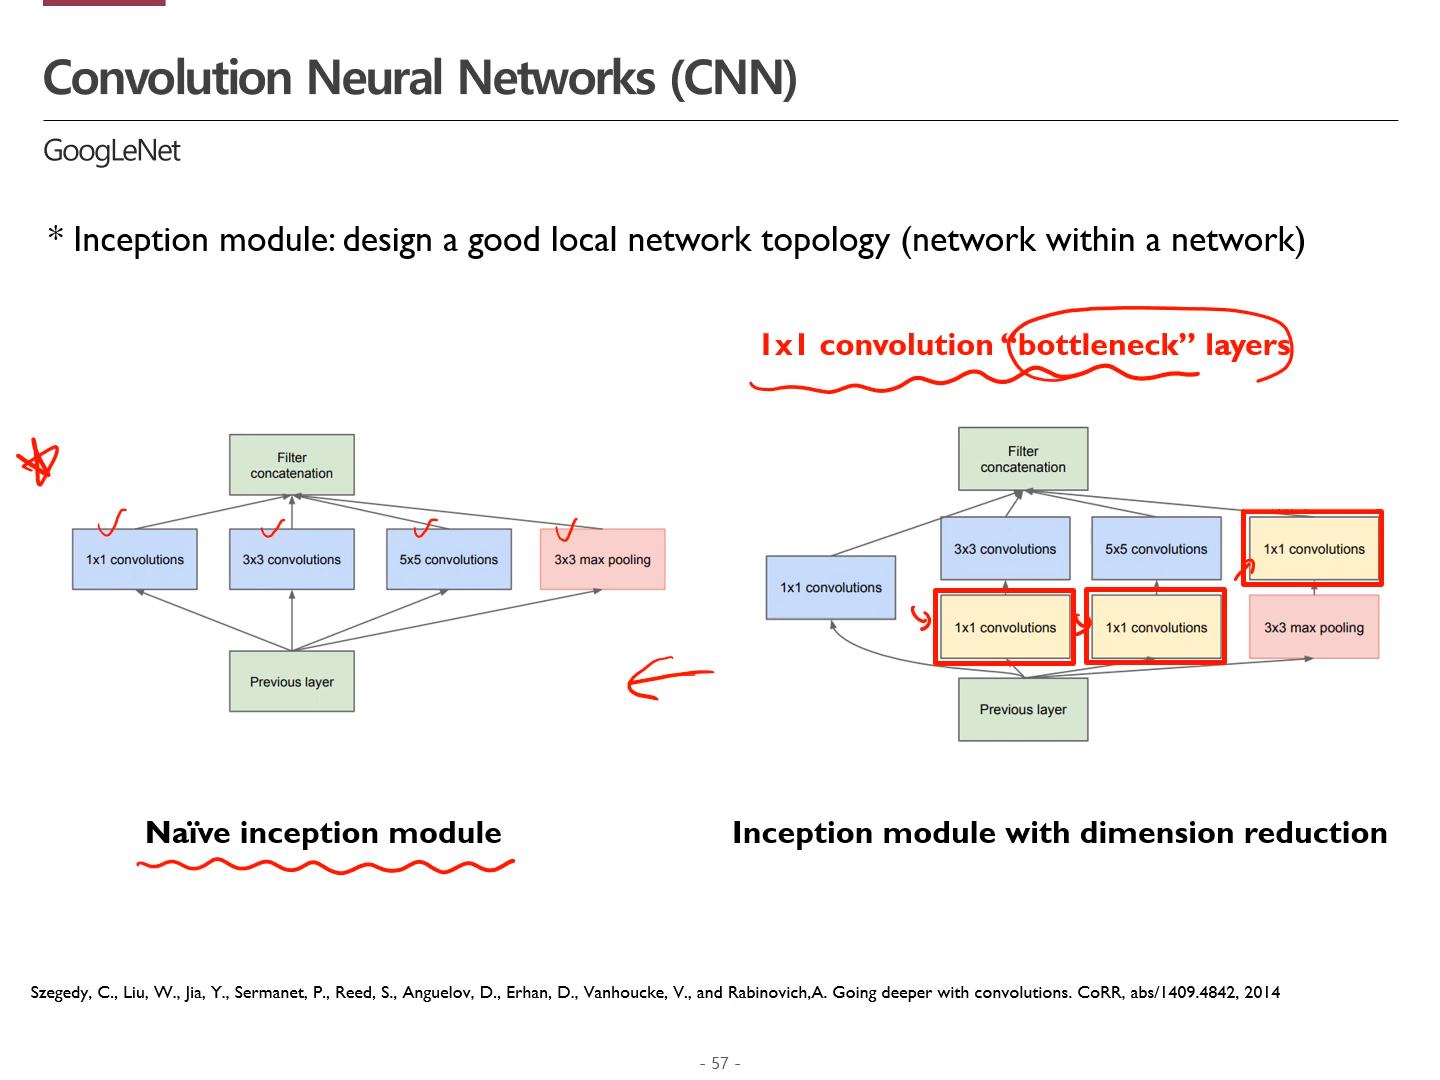 Convolution Neural Networks (CNN)
GoogLeNet
* Inception module: design a good local network topology (network within a network)
1x1 convolution “bottleneck” layers
Filter
concatenation
1x1 convolutions
3x3 convolutions
5x5 convolutions
3x3 max pooling
Previous layer
Naïve inception module
Filter
concatenation
3x3 convolutions
5x5 convolutions
1x1 convolutions
1x1 convolutions
1x1 convolutions
1x1 convolutions
3x3 max pooling
Previous layer
Inception module with dimension reduction
Szegedy, C., Liu, W., Jia, Y., Sermanet, P., Reed, S., Anguelov, D., Erhan, D., Vanhoucke, V., and Rabinovich,A. Going deeper with convolutions. CoRR, abs/1409.4842, 2014
- 57 -